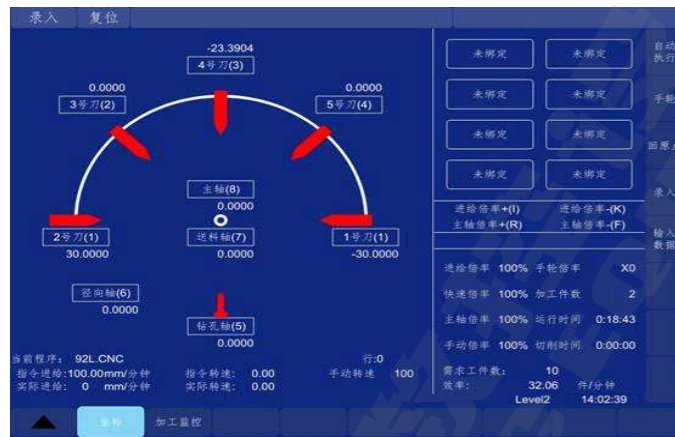 录入 复位
-23.3904
4号刀(3)
0.0000
3号刀(2)
0.0000
5号刀(4)
主轴(8)
0.0000
送料轴(7)
0.0000
2号刀(1)
30.0000
1号刀(1)
-30.0000
径向轴(6)
0.0000
钻孔轴(5)
0.0000
当前程序: 92L.CNC 行:0
指令进给:100.00mm/分钟 指令转速: 0.00 手动转速 100
实际进给: 0 mm/分钟 实际转速: 0.00
未绑定 未绑定
未绑定 未绑定
未绑定 未绑定
未绑定 未绑定
进给倍率+(I) 进给倍率-(K)
主轴倍率+(R) 主轴倍率-(F)
进给倍率 100% 手轮倍率 X0
快速倍率 100% 加工件数 2
主轴倍率 100% 运行时间 0:18:43
手动倍率 100% 切削时间 0:00:00
需求工件数: 10
效率: 32.06 件/分钟
Level2 14:02:39
自动
执行
手轮
回原点
录入
输入
数据
坐标 加工监控